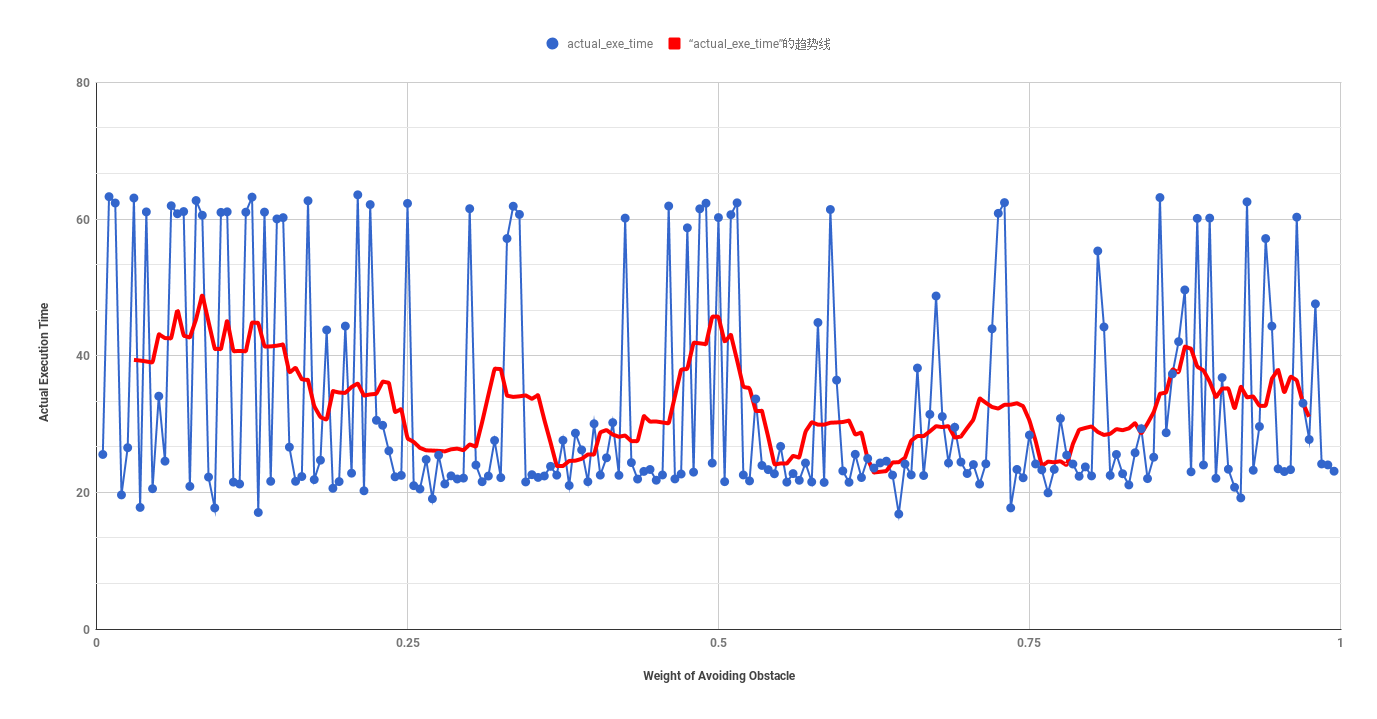 actual_exe_time “actual_exe_time”的趋势线
80
60
40
20
0
Actual Execution Time
0 0.25 0.5 0.75 1
Weight of Avoiding Obstacle